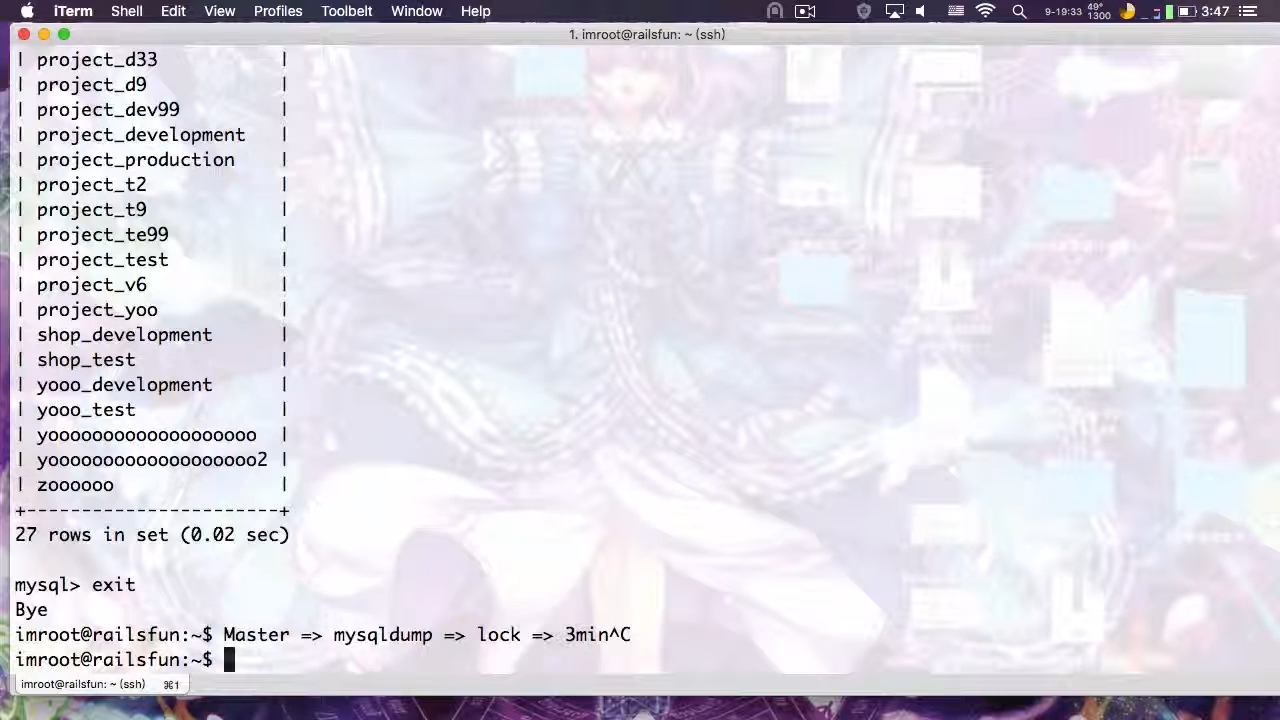 iTerm Shell Edit View Profiles Toolbelt Window Help 9-19:33 49° 1300 3:47
1. imroot@railsfun: ~ (ssh)
| project_d33 |
| project_d9 |
| project_dev99 |
| project_development |
| project_production |
| project_t2 |
| project_t9 |
| project_te99 |
| project_test |
| project_v6 |
| project_yoo |
| shop_development |
| shop_test |
| yooo_development |
| yooo_test |
| yooooooooooooooooooo |
| yooooooooooooooooooo2 |
| zoooooo |
+-----------------------+
27 rows in set (0.02 sec)
mysql> exit
Bye
imroot@railsfun:~$ Master => mysqldump => lock => 3min^C
imroot@railsfun:~$
imroot@railsfun: ~ (ssh) ⌘1